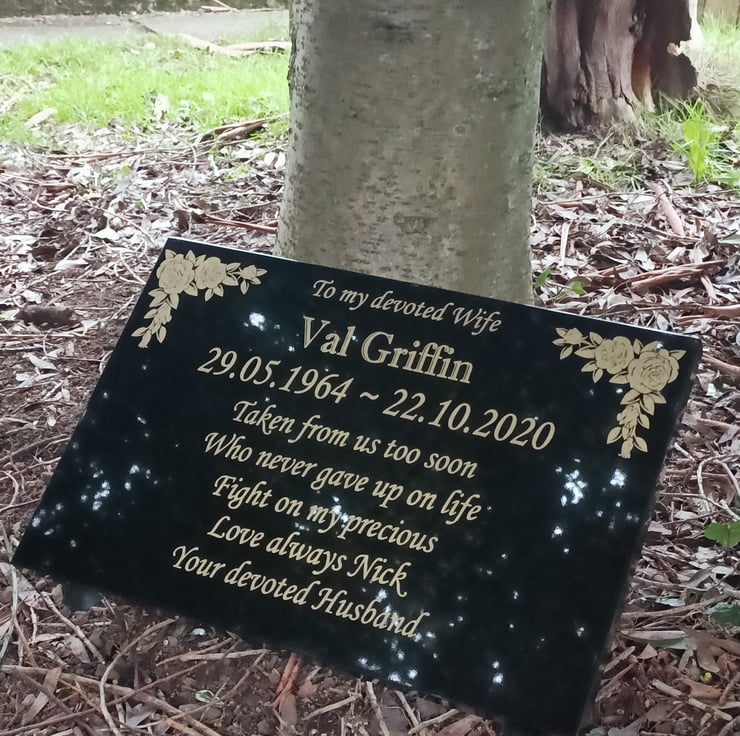 To my devoted Wife
Val Griffin
29.05.1964 ~ 22.10.2020
Taken from us too soon
Who never gave up on life
Fight on my precious
Love always Nick
Your devoted Husband